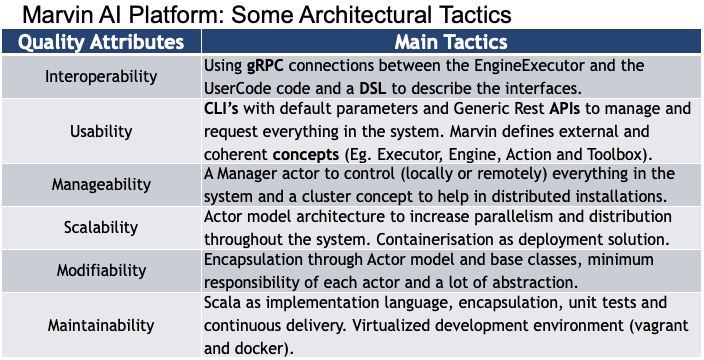 Marvin AI Platform: Some Architectural Tactics
Quality Attributes
Main Tactics
Interoperability
Using gRPC connections between the EngineExecutor and the
UserCode code and a DSL to describe the interfaces.
Usability
CLI’s with default parameters and Generic Rest APIs to manage and
request everything in the system. Marvin defines external and
coherent concepts (Eg. Executor, Engine, Action and Toolbox).
Manageability
A Manager actor to control (locally or remotely) everything in the
system and a cluster concept to help in distributed installations.
Scalability
Actor model architecture to increase parallelism and distribution
throughout the system. Containerisation as deployment solution.
Modifiability
Encapsulation through Actor model and base classes, minimum
responsibility of each actor and a lot of abstraction.
Maintainability
Scala as implementation language, encapsulation, unit tests and
continuous delivery. Virtualized development environment (vagrant
and docker).